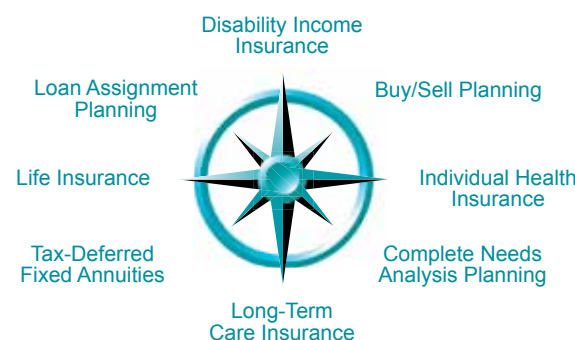 Disability Income
Insurance
Loan Assignment
Planning
Buy/Sell Planning
Life Insurance
Individual Health
Insurance
Tax-Deferred
Fixed Annuities
Complete Needs
Analysis Planning
Long-Term
Care Insurance